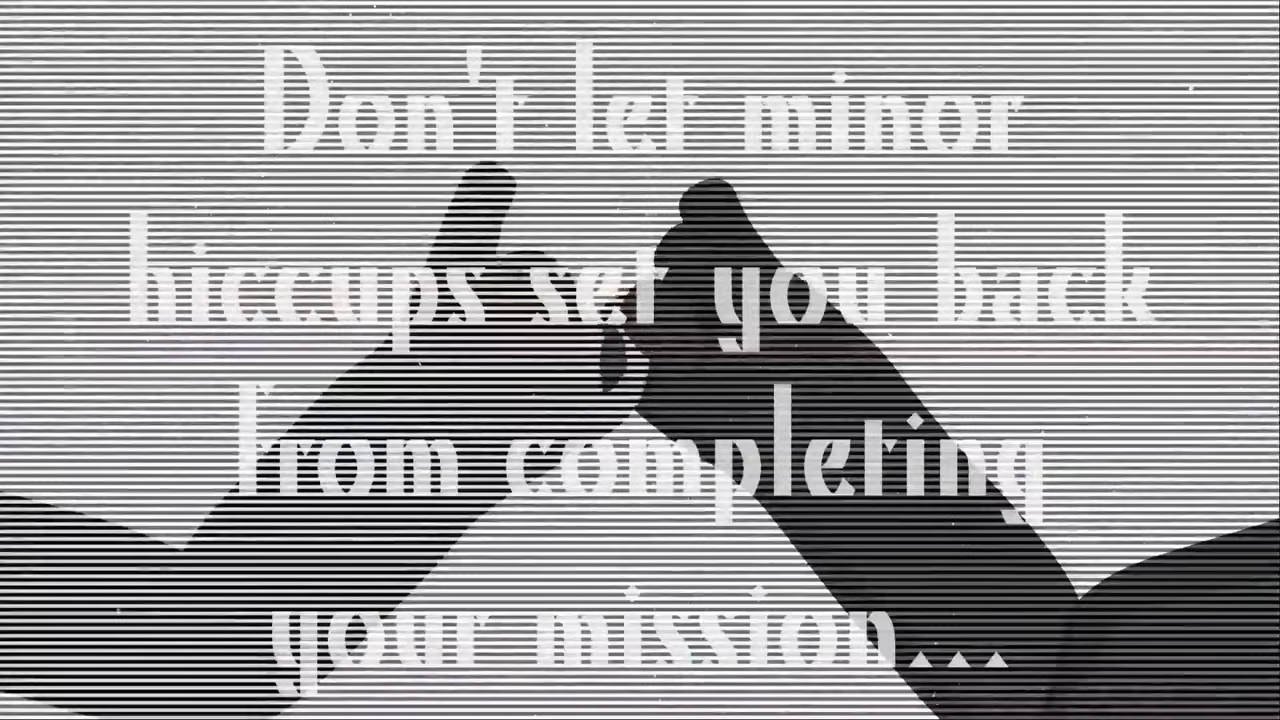 Don't let minor
hiccups set you back
from completing
your mission...